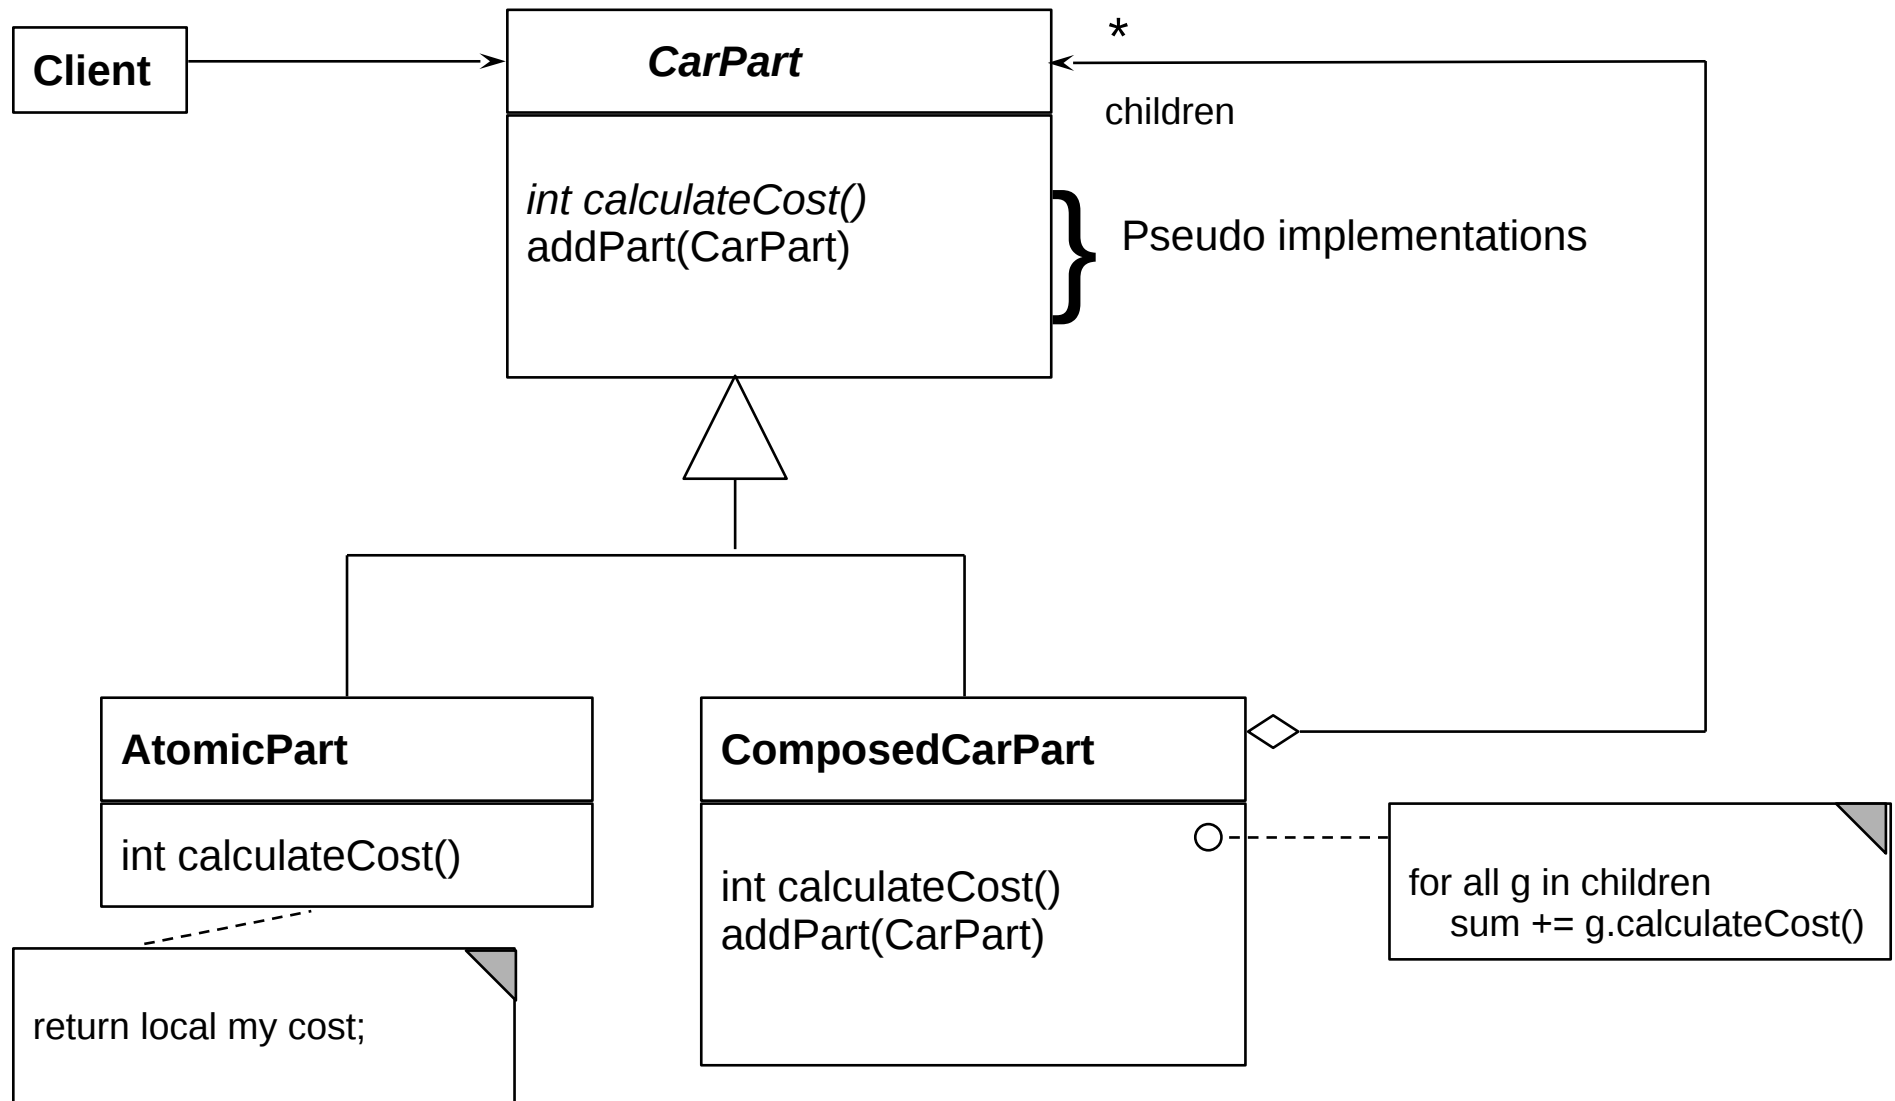 Client
CarPart
*
children
int calculateCost()
addPart(CarPart)
} Pseudo implementations
AtomicPart
int calculateCost()
return local my cost;
ComposedCarPart
int calculateCost()
addPart(CarPart)
for all g in children
sum += g.calculateCost()